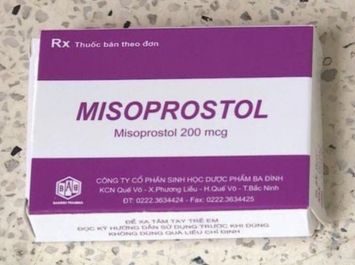 Rx Thuốc bán theo đơn
MISOPROSTOL
Misoprostol 200 mcg
BAB
CÔNG TY CỔ PHẦN SINH HỌC DƯỢC PHẨM BA ĐÌNH
KCN Quế Võ - X.Phương Liễu - H.Quế Võ - T.Bắc Ninh
ĐT: 0222.3634424 - Fax: 0222.3634425
ĐỂ XA TẦM TAY TRẺ EM
ĐỌC KỸ HƯỚNG DẪN SỬ DỤNG TRƯỚC KHI DÙNG
KHÔNG DÙNG QUÁ LIỀU CHỈ ĐỊNH